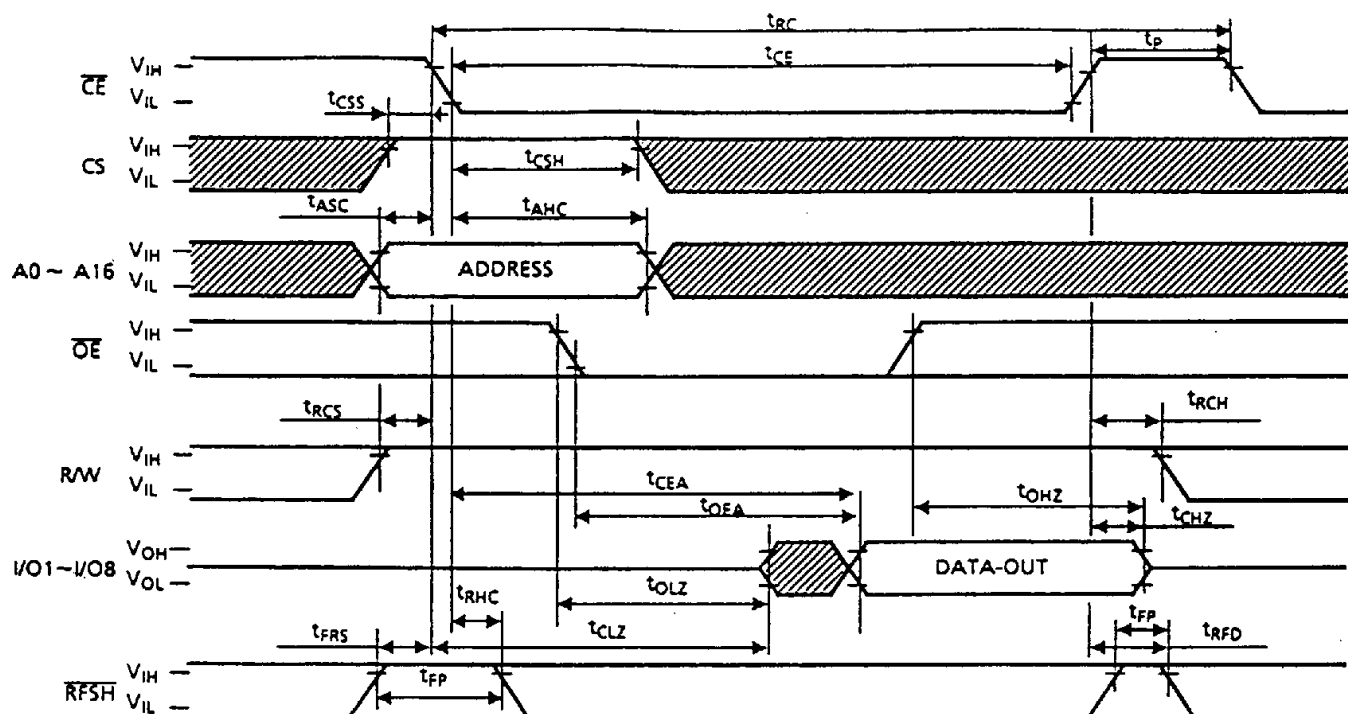 tRC
tP
tCE
CE
VIH
VIL
tCSS
CS
VIH
VIL
tCSH
tASC
tAHC
A0 ~ A16
VIH
VIL
ADDRESS
OE
VIH
VIL
tRCS
tRCH
R/W
VIH
VIL
tCEA
tOEA
tOHZ
tCHZ
I/O1~I/O8
VOH
VOL
DATA-OUT
tRHC
tOLZ
tFP
tFRS
tCLZ
tRFD
RFSH
VIH
VIL
tFP